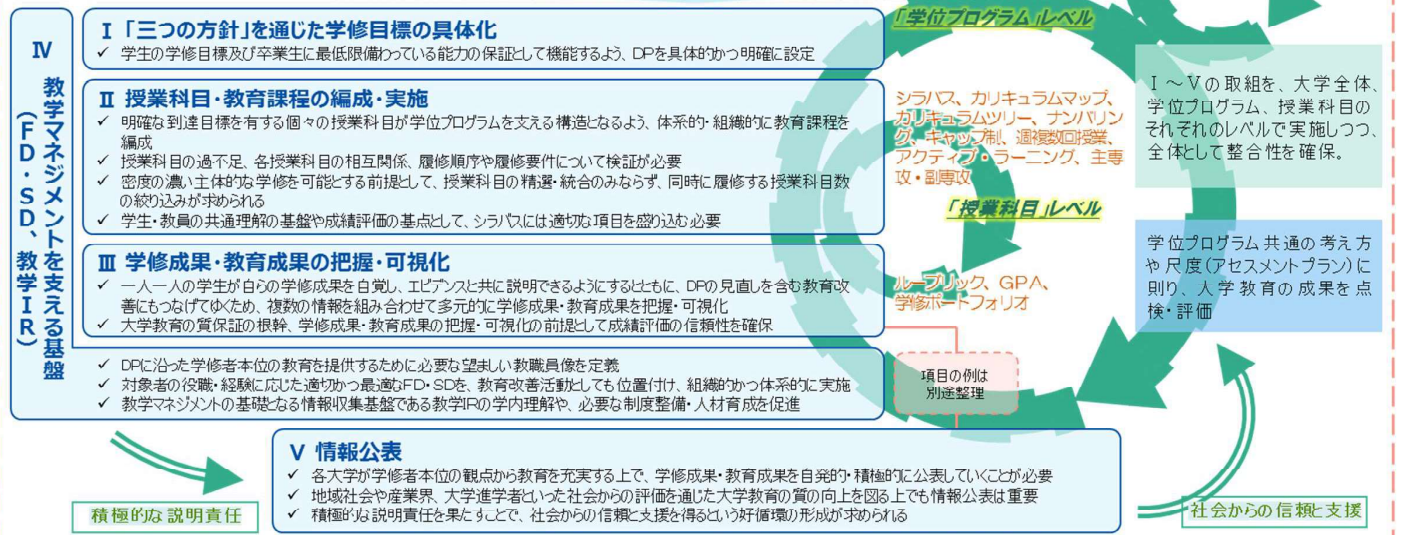 Ⅳ 教学マネジメントを支える基盤
(FD・SD、教学IR)
Ⅰ 「三つの方針」を通じた学修目標の具体化
✓ 学生の学修目標及び卒業生に最低限備わっている能力の保証として機能するよう、DPを具体的かつ明確に設定
Ⅱ 授業科目・教育課程の編成・実施
✓ 明確な到達目標を有する個々の授業科目が学位プログラムを支える構造となるよう、体系的・組織的に教育課程を
編成
✓ 授業科目の過不足、各授業科目の相互関係、履修順序や履修要件について検証が必要
✓ 密度の濃い主体的な学修を可能とする前提として、授業科目の精選・統合のみならず、同時に履修する授業科目数
の絞り込みが求められる
✓ 学生・教員の共通理解の基盤や成績評価の基点として、シラバスには適切な項目を盛り込む必要
Ⅲ 学修成果・教育成果の把握・可視化
✓ 一人一人の学生が自らの学修成果を自覚し、エビデンスと共に説明できるようにするとともに、DPの見直しを含む教育改
善にもつなげてゆくため、複数の情報を組み合わせて多元的に学修成果・教育成果を把握・可視化
✓ 大学教育の質保証の根幹、学修成果・教育成果の把握・可視化の前提として成績評価の信頼性を確保
✓ DPに沿った学修者本位の教育を提供するために必要な望ましい教職員像を定義
✓ 対象者の役職・経験に応じた適切かつ最適なFD・SDを、教育改善活動としても位置付け、組織的かつ体系的に実施
✓ 教学マネジメントの基礎となる情報収集基盤である教学IRの学内理解や、必要な制度整備・人材育成を促進
「学位プログラム」レベル
シラバス、カリキュラムマップ、
カリキュラムツリー、ナンバリン
グ、キャップ制、週複数回授業、
アクティブ・ラーニング、主専
攻・副専攻
「授業科目」レベル
ルーブリック、GPA、
学修ポートフォリオ
項目の例は
別途整理
Ⅰ～Ⅴの取組を、大学全体、
学位プログラム、授業科目の
それぞれのレベルで実施しつつ、
全体として整合性を確保。
学位プログラム共通の考え方
や尺度(アセスメントプラン)に
則り、大学教育の成果を点
検・評価
Ⅴ 情報公表
✓ 各大学が学修者本位の観点から教育を充実する上で、学修成果・教育成果を自発的・積極的に公表していくことが必要
✓ 地域社会や産業界、大学進学者といった社会からの評価を通じた大学教育の質の向上を図る上でも情報公表は重要
✓ 積極的な説明責任を果たすことで、社会からの信頼と支援を得るという好循環の形成が求められる
積極的な説明責任
社会からの信頼と支援